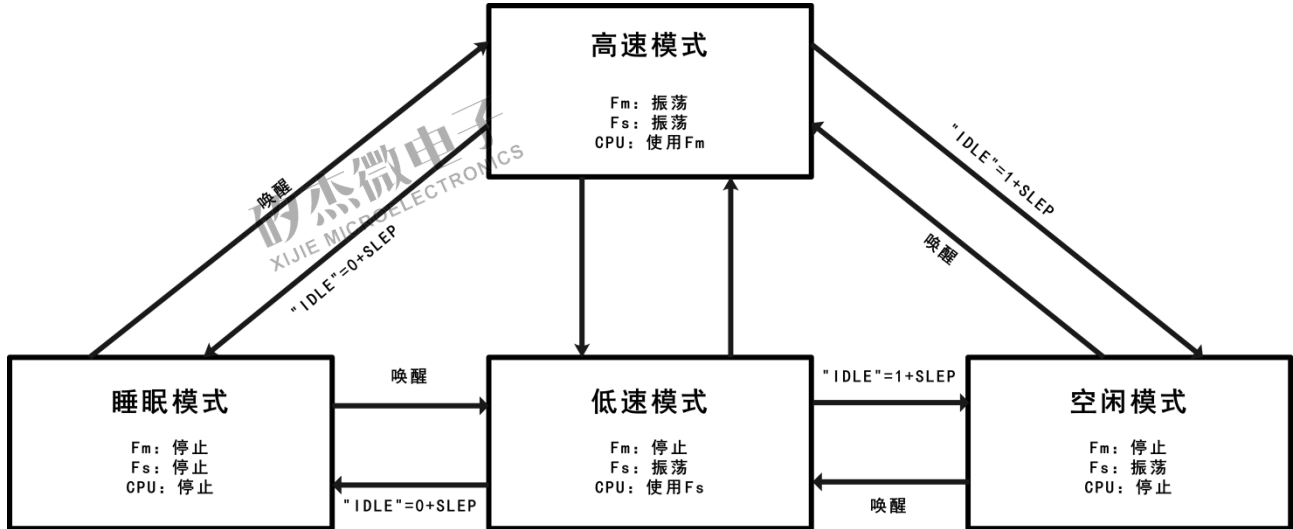 高速模式
Fm: 振荡
Fs: 振荡
CPU: 使用Fm
唤醒
"IDLE"=0+SLEP
"IDLE"=1+SLEP
唤醒
矽杰微电子
XIJIE MICROELECTRONICS
睡眠模式
Fm: 停止
Fs: 停止
CPU: 停止
唤醒
"IDLE"=0+SLEP
低速模式
Fm: 停止
Fs: 振荡
CPU: 使用Fs
"IDLE"=1+SLEP
唤醒
空闲模式
Fm: 停止
Fs: 振荡
CPU: 停止